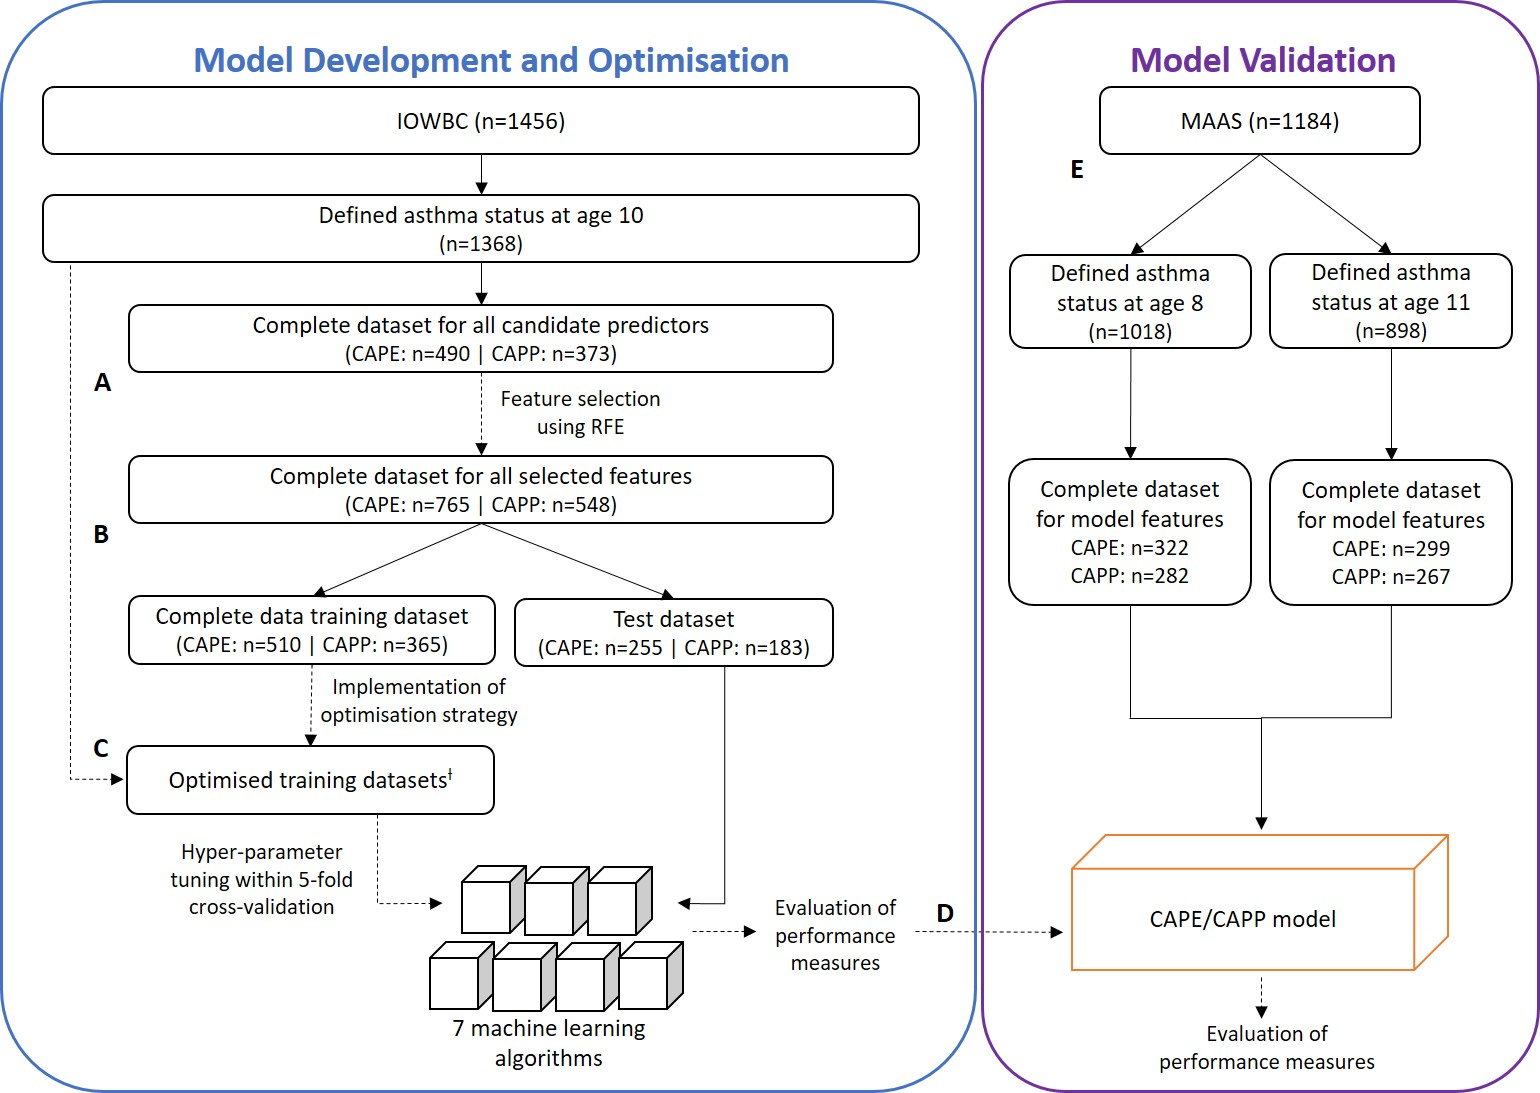 Model Development and Optimisation
IOWBC (n=1456)
Defined asthma status at age 10
(n=1368)
Complete dataset for all candidate predictors
(CAPE: n=490 | CAPP: n=373)
A
Feature selection
using RFE
Complete dataset for all selected features
(CAPE: n=765 | CAPP: n=548)
B
Complete data training dataset
(CAPE: n=510 | CAPP: n=365)
Test dataset
(CAPE: n=255 | CAPP: n=183)
Implementation of
optimisation strategy
C
Optimised training datasetsƗ
Hyper-parameter
tuning within 5-fold
cross-validation
7 machine learning
algorithms
Evaluation of
performance
measures
D
Model Validation
MAAS (n=1184)
E
Defined asthma
status at age 8
(n=1018)
Defined asthma
status at age 11
(n=898)
Complete dataset
for model features
CAPE: n=322
CAPP: n=282
Complete dataset
for model features
CAPE: n=299
CAPP: n=267
CAPE/CAPP model
Evaluation of
performance measures